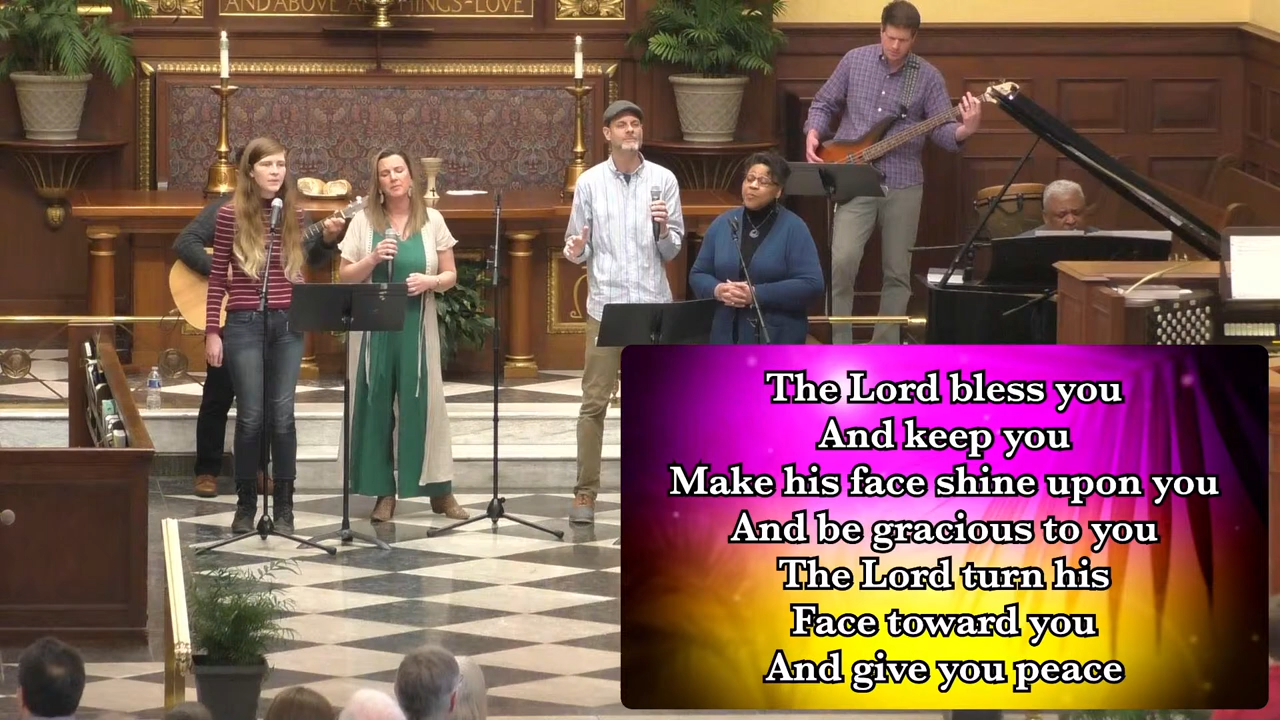 AND ABOVE ALL THINGS-LOVE
The Lord bless you
And keep you
Make his face shine upon you
And be gracious to you
The Lord turn his
Face toward you
And give you peace